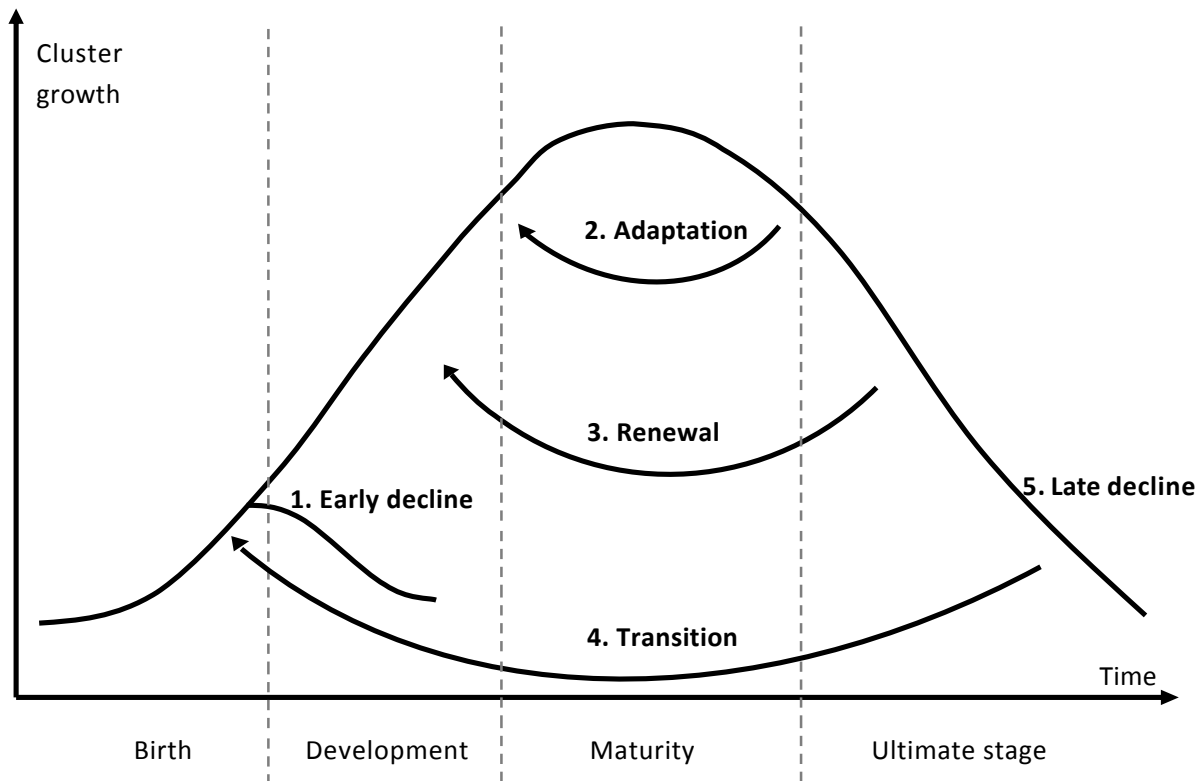 Cluster
growth
2. Adaptation
3. Renewal
1. Early decline
5. Late decline
4. Transition
Time
Birth
Development
Maturity
Ultimate stage